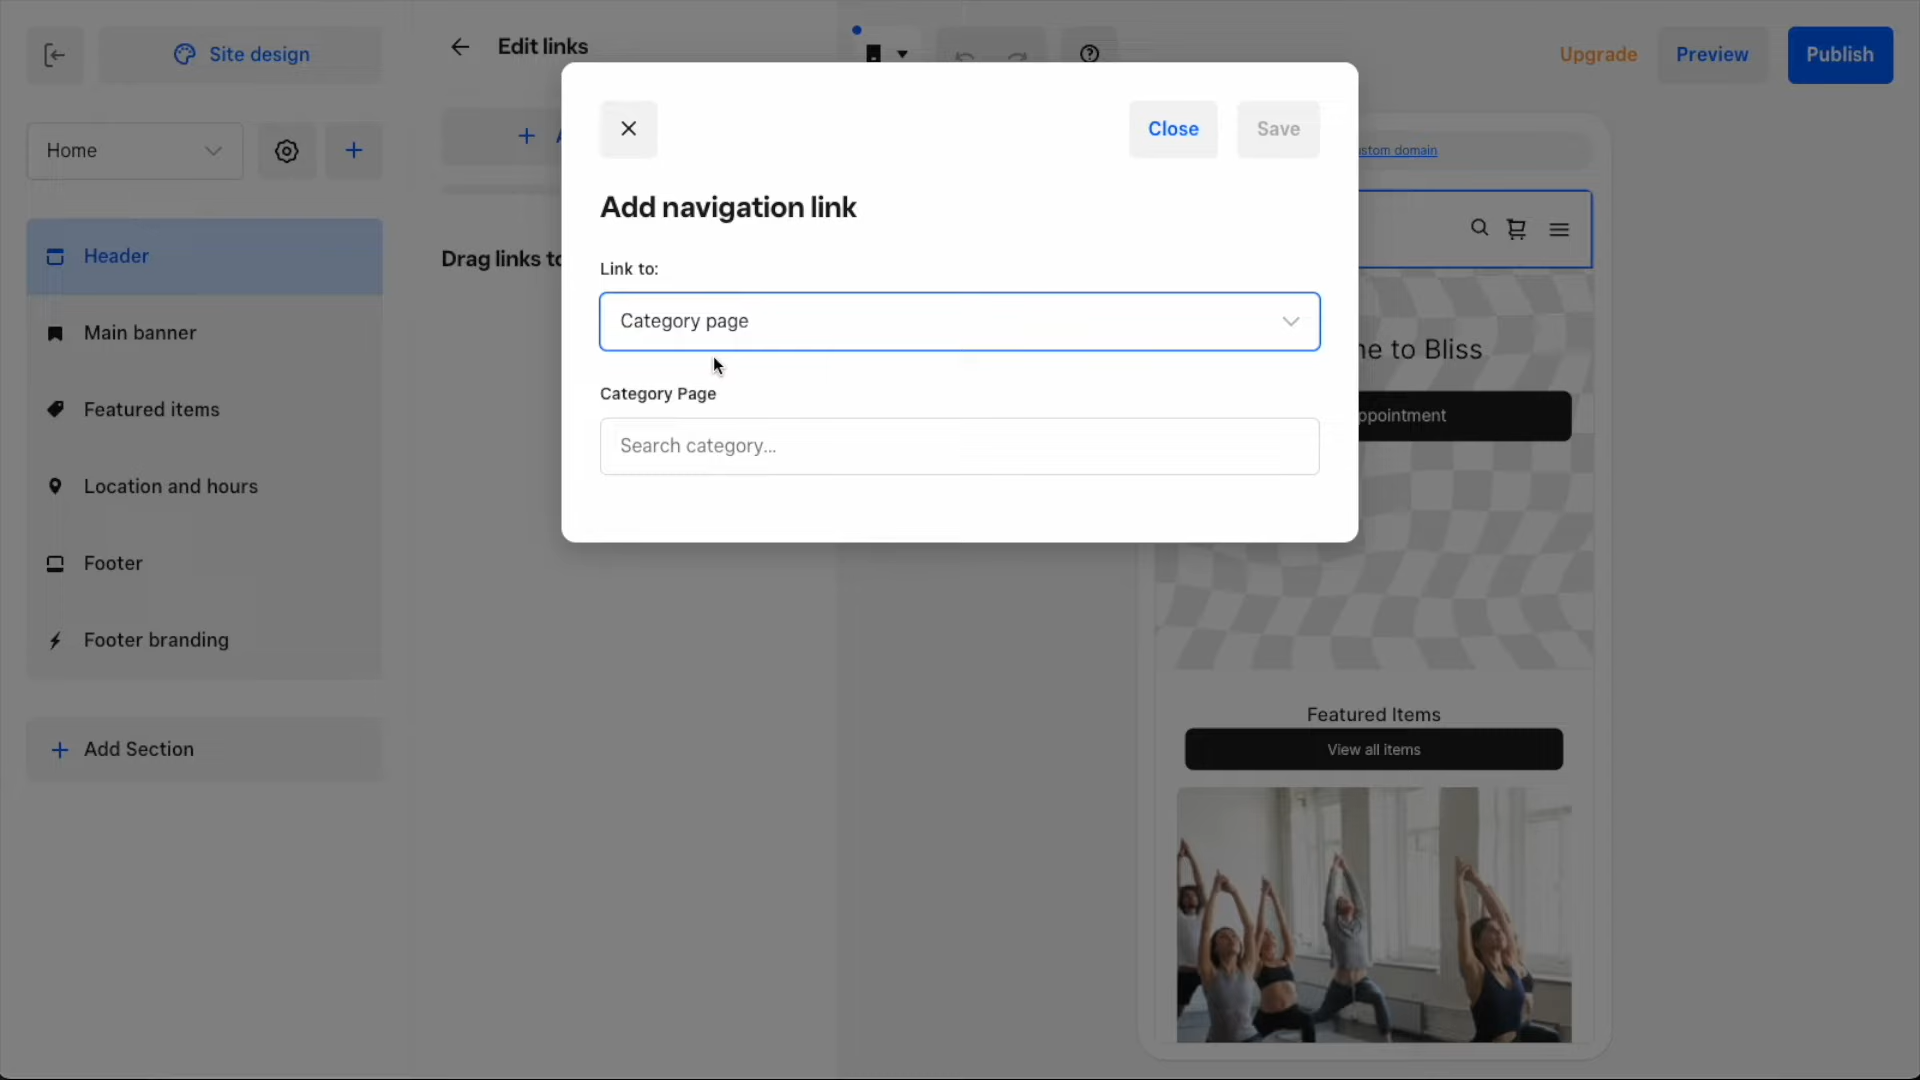 Site design
Edit links
Upgrade
Preview
Publish
Close
Save
Home
stom domain
Add navigation link
Header
Drag links to
Link to:
Category page
Main banner
me to Bliss
Category Page
Featured items
ppointment
Search category...
Location and hours
Footer
Footer branding
Featured Items
Add Section
View all items